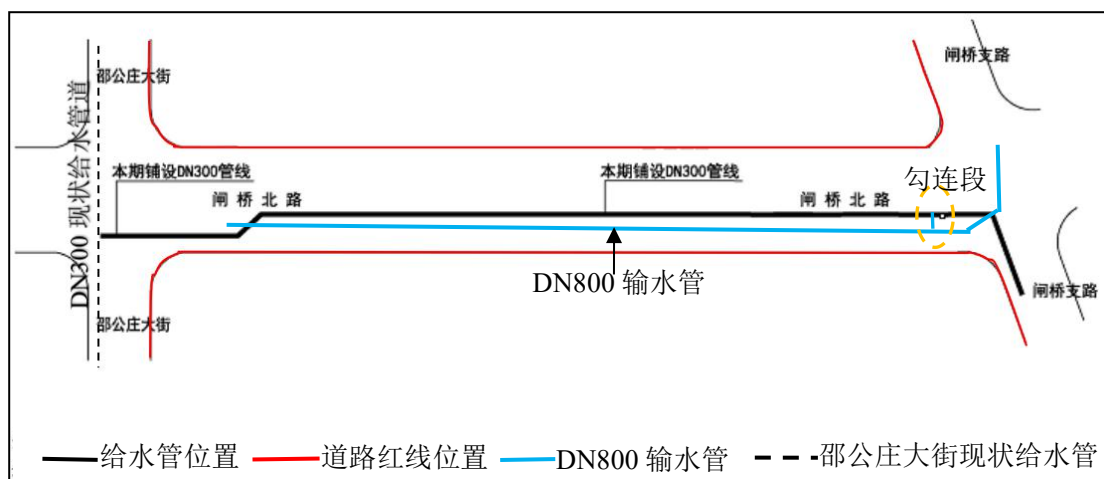 邵公庄大街
闸桥支路
DN300 现状给水管道
本期铺设DN300管线
本期铺设DN300管线
勾连段
闸桥北路
闸桥北路
DN800 输水管
闸桥支路
邵公庄大街
给水管位置
道路红线位置
DN800 输水管
邵公庄大街现状给水管